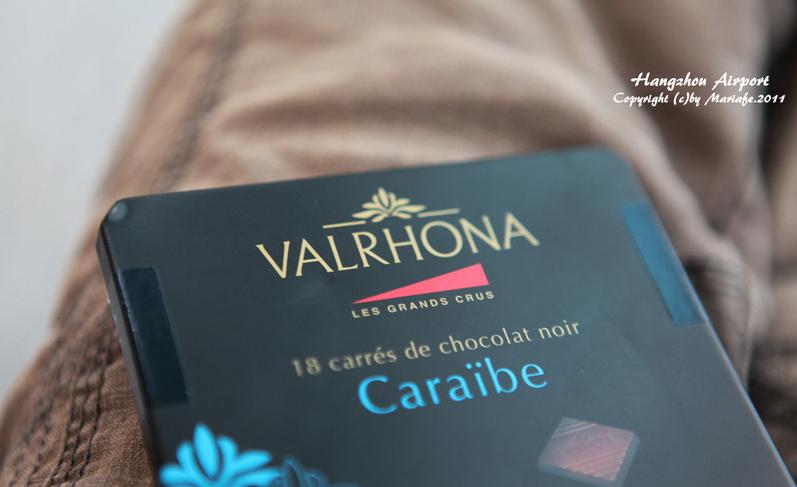 Hangzhou Airport
Copyright (c)by Mariafe.2011
VALRHONA
LES GRANDS CRUS
18 carrés de chocolat noir
Caraïbe